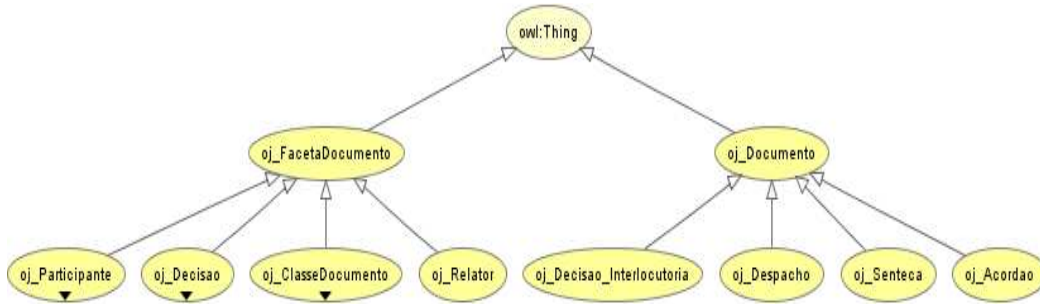 owl:Thing
oj_FacetaDocumento
oj_Documento
oj_Participante
oj_Decisao
oj_ClasseDocumento
oj_Relator
oj_Decisao_Interlocutoria
oj_Despacho
oj_Senteca
oj_Acordao